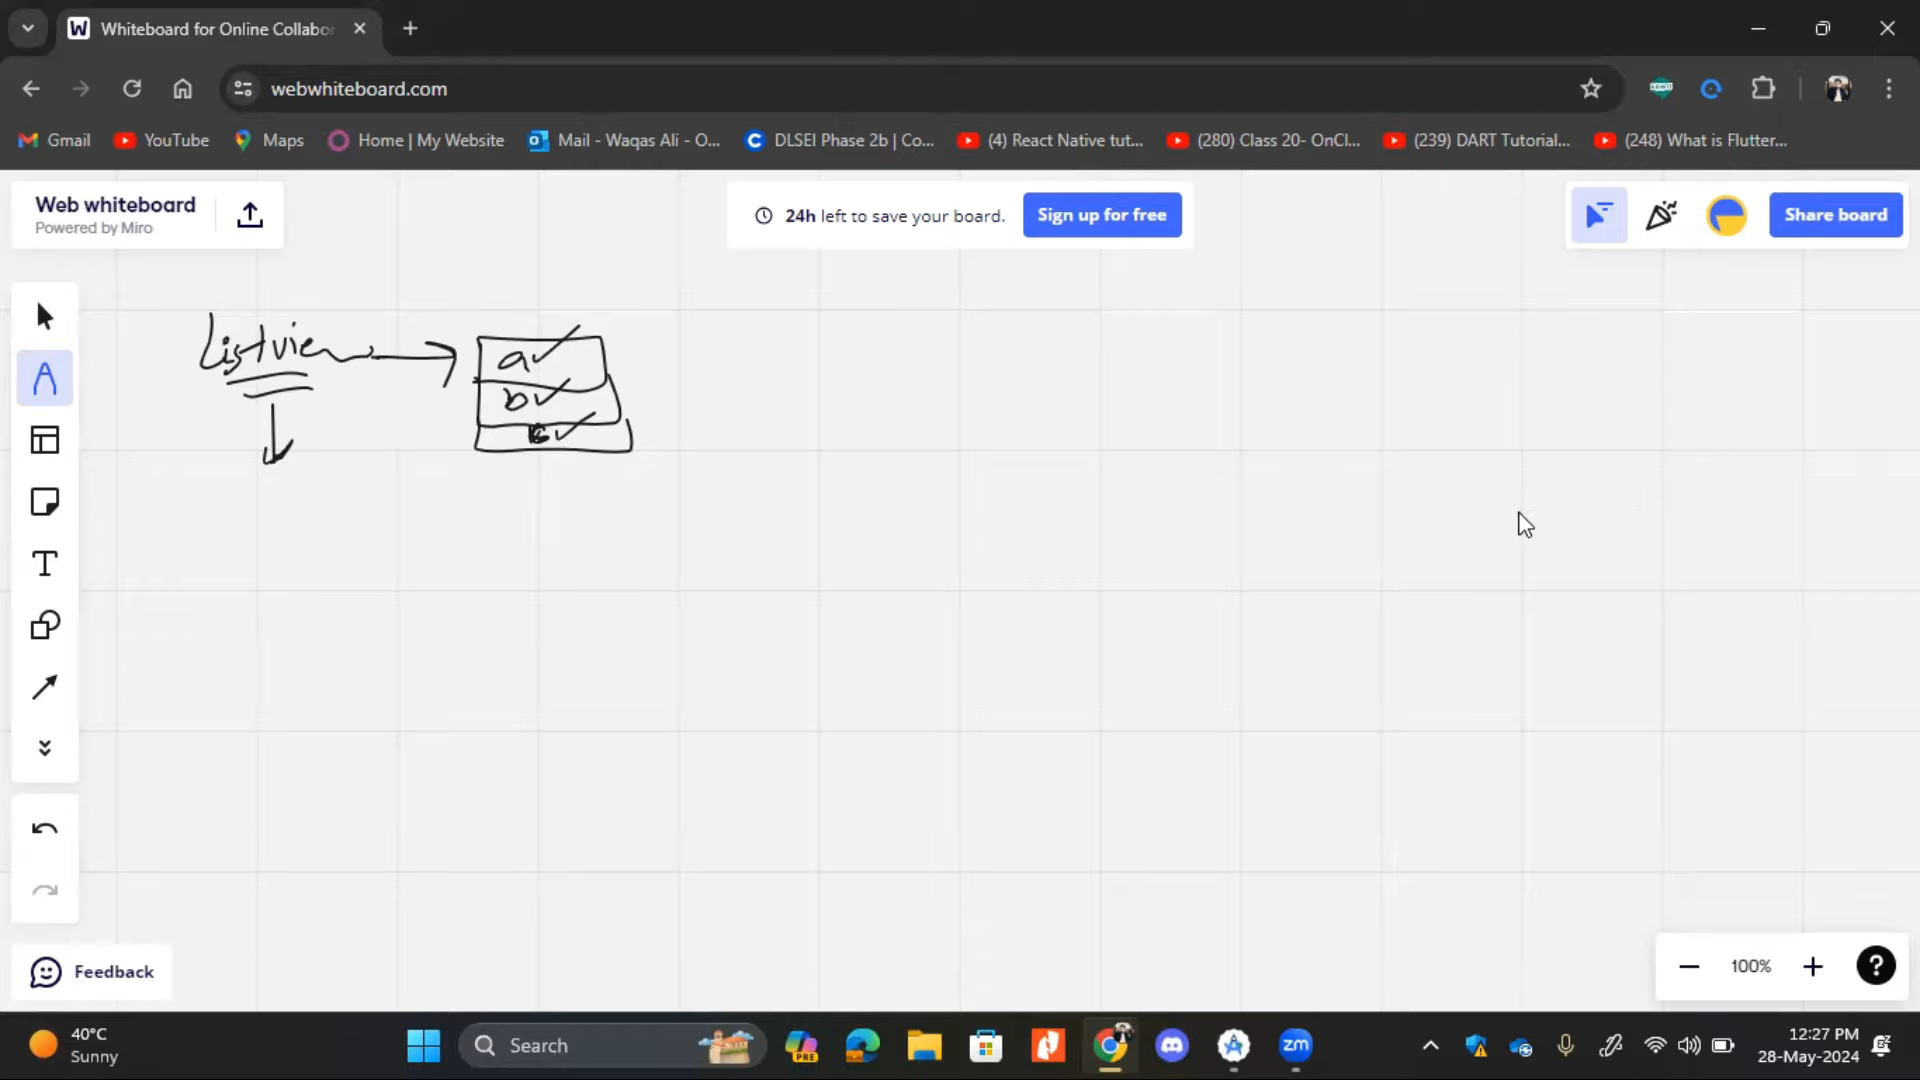 Whiteboard for Online Collabor
webwhiteboard.com
Gmail YouTube Maps Home | My Website Mail - Waqas Ali - O... DLSEI Phase 2b | Co... (4) React Native tut... (280) Class 20- OnCl... (239) DART Tutorial... (248) What is Flutter...
Web whiteboard
Powered by Miro
24h left to save your board. Sign up for free
Share board
Listview
a
b
Feedback
100%
40°C
Sunny
Search
PRE
zm
12:27 PM
28-May-2024